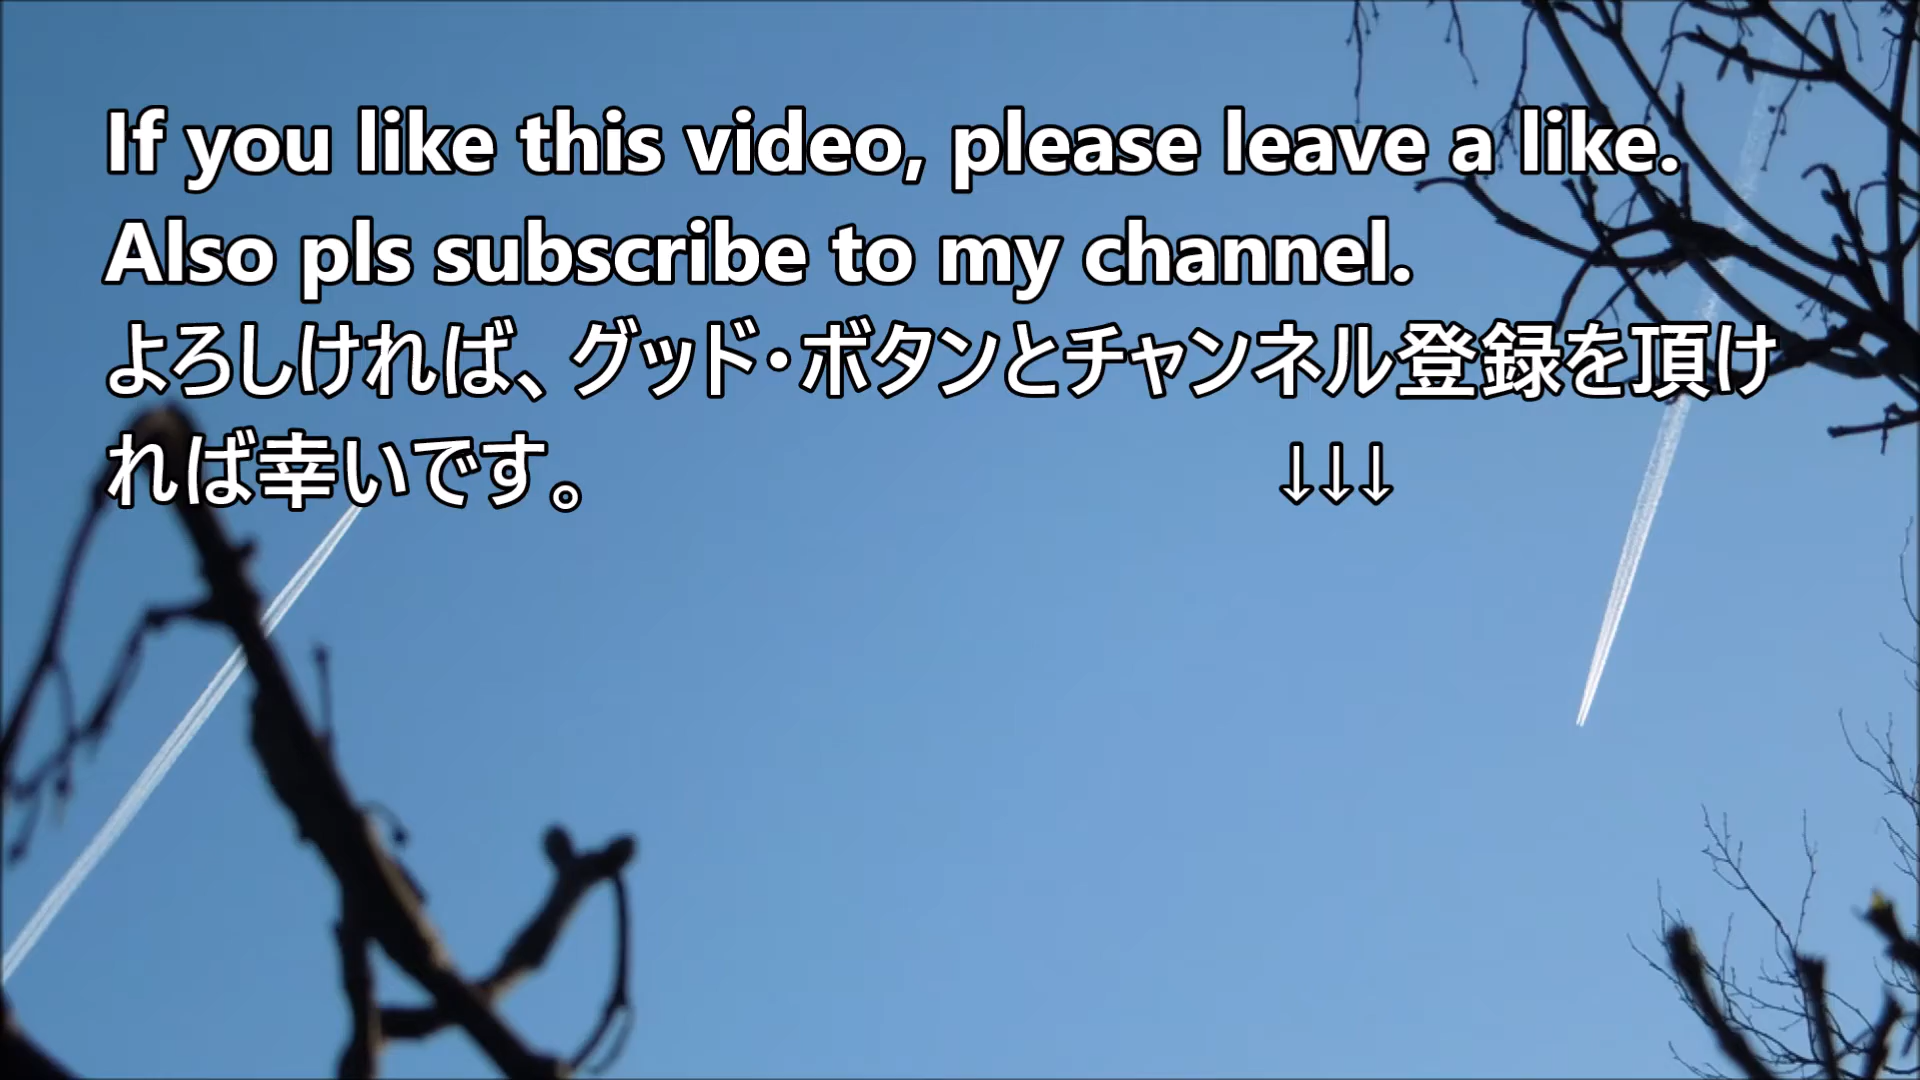 If you like this video, please leave a like.
Also pls subscribe to my channel.
よろしければ、グッド・ボタンとチャンネル登録を頂け
れば幸いです。 ↓↓↓